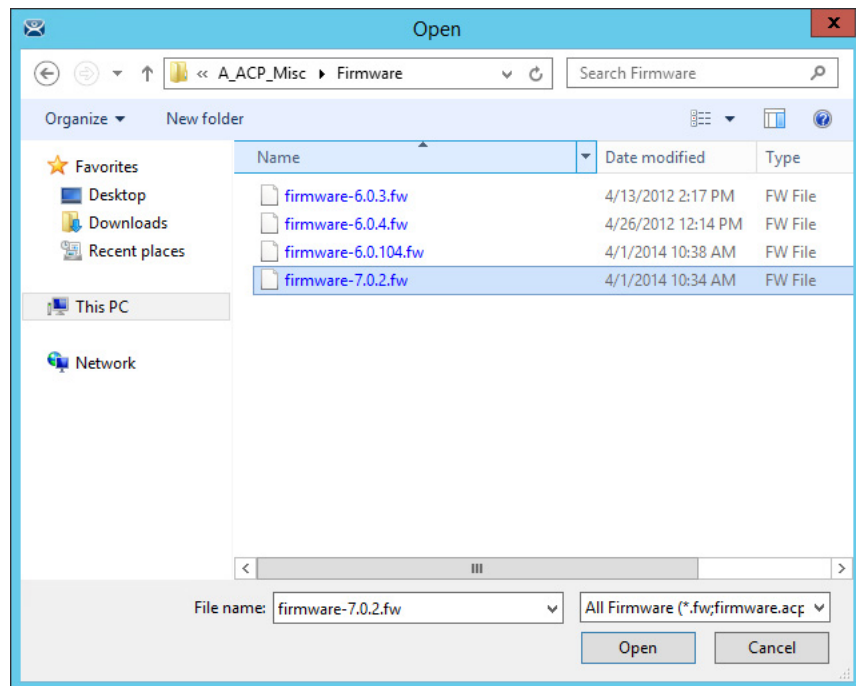 Open
x
« A_ACP_Misc ▸ Firmware
Search Firmware
Organize
New folder
Name
Date modified
Type
Favorites
Desktop
Downloads
Recent places
This PC
Network
firmware-6.0.3.fw 4/13/2012 2:17 PM FW File
firmware-6.0.4.fw 4/26/2012 12:14 PM FW File
firmware-6.0.104.fw 4/1/2014 10:38 AM FW File
firmware-7.0.2.fw 4/1/2014 10:34 AM FW File
File name: firmware-7.0.2.fw
All Firmware (*.fw;firmware.acp
Open
Cancel